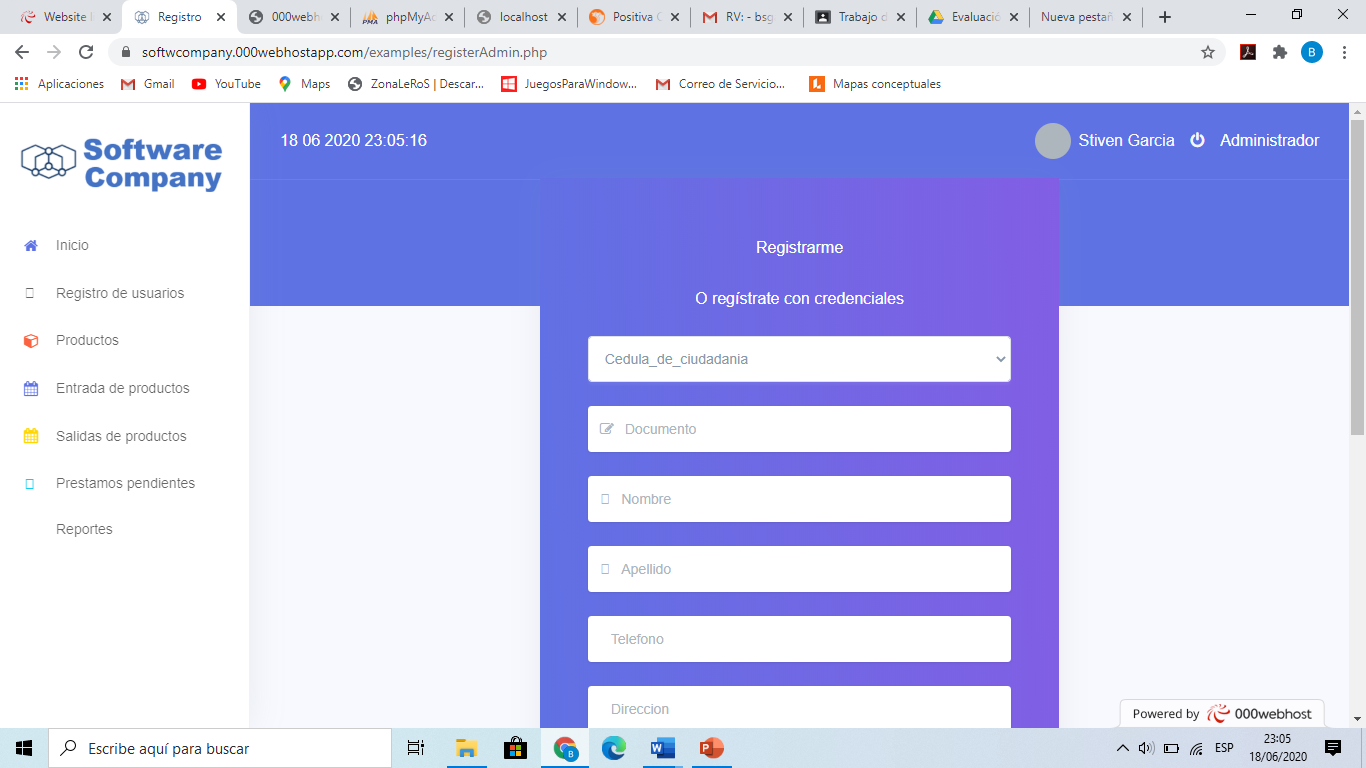 Website
Registro
000webh
phpMyAd
localhost
Positiva C
RV: - bsg
Trabajo d
Evaluació
Nueva pestañ
softwcompany.000webhostapp.com/examples/registerAdmin.php
B
Aplicaciones
Gmail
YouTube
Maps
ZonaLeRoS | Descar...
JuegosParaWindow...
Correo de Servicio...
Mapas conceptuales
Software
Company
18 06 2020 23:05:16
Stiven Garcia
Administrador
Inicio
Registro de usuarios
Productos
Entrada de productos
Salidas de productos
Prestamos pendientes
Reportes
Registrarme
O regístrate con credenciales
Cedula_de_ciudadania
Documento
Nombre
Apellido
Telefono
Direccion
Powered by 000webhost
Escribe aquí para buscar
ESP
23:05
18/06/2020